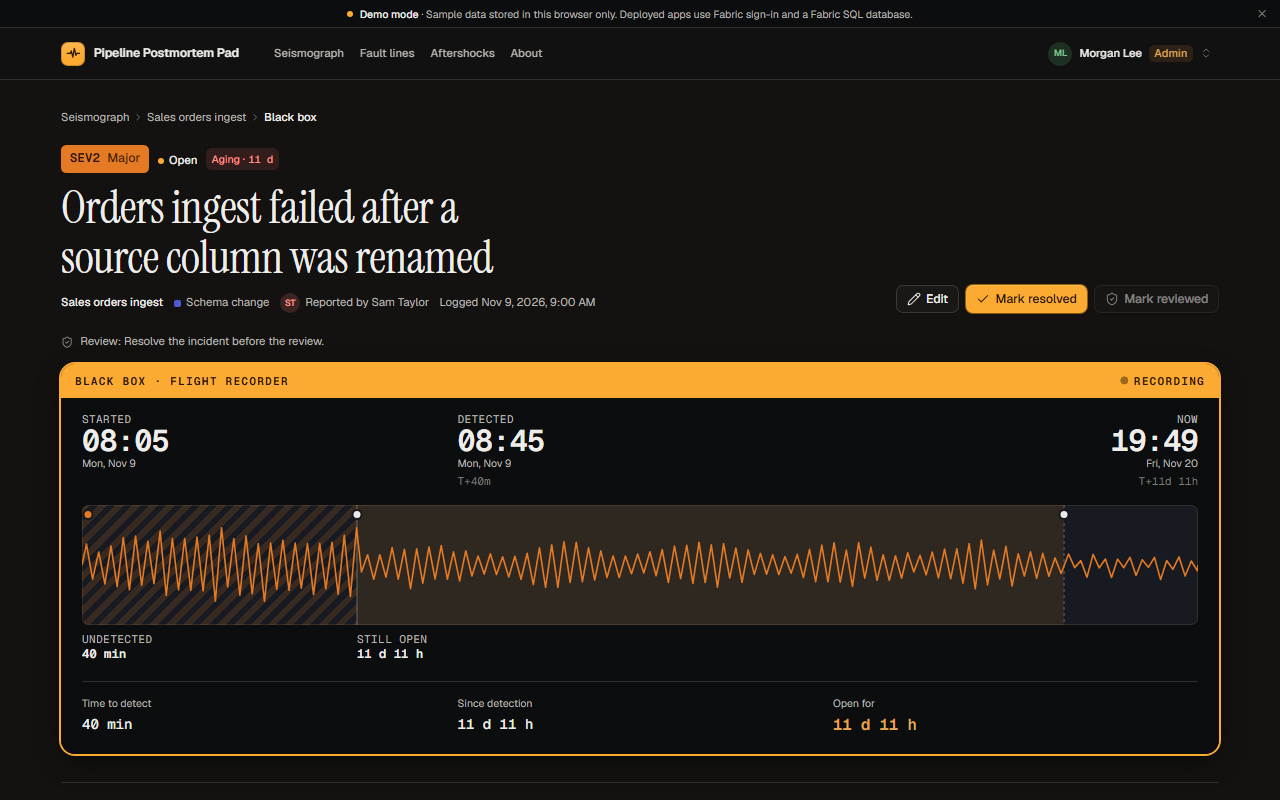 Demo mode · Sample data stored in this browser only. Deployed apps use Fabric sign-in and a Fabric SQL database.
Pipeline Postmortem Pad
Seismograph Fault lines Aftershocks About
ML Morgan Lee Admin
Seismograph > Sales orders ingest > Black box
SEV2 Major Open Aging · 11 d
Orders ingest failed after a
source column was renamed
Sales orders ingest Schema change ST Reported by Sam Taylor Logged Nov 9, 2026, 9:00 AM
Edit Mark resolved Mark reviewed
Review: Resolve the incident before the review.
BLACK BOX · FLIGHT RECORDER RECORDING
STARTED DETECTED NOW
08:05 08:45 19:49
Mon, Nov 9 Mon, Nov 9 Fri, Nov 20
T+40m T+11d 11h
UNDETECTED STILL OPEN
40 min 11 d 11 h
Time to detect Since detection Open for
40 min 11 d 11 h 11 d 11 h